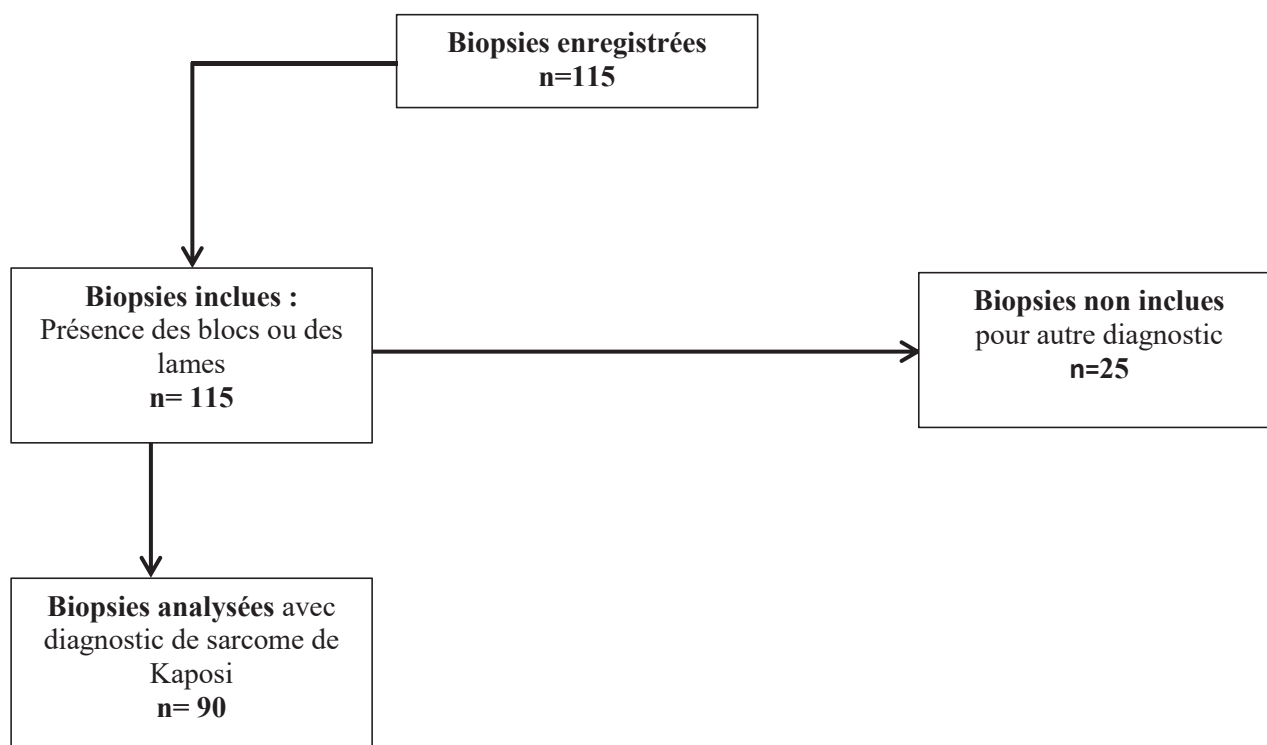 Biopsies enregistrées
n=115
Biopsies inclues :
Présence des blocs ou des
lames
n= 115
Biopsies non inclues
pour autre diagnostic
n=25
Biopsies analysées avec
diagnostic de sarcome de
Kaposi
n= 90